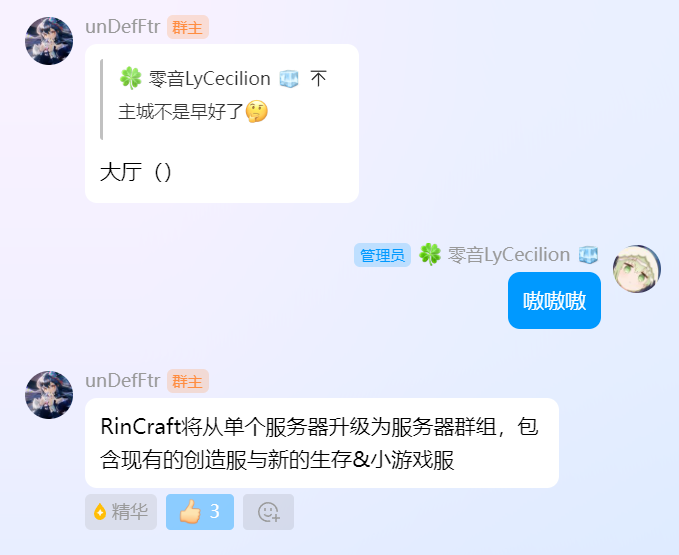 unDefFtr 群主
🍀 零音LyCecilion 🧊
主城不是早好了🤔
大厅（）
管理员 🍀 零音LyCecilion 🧊
嗷嗷嗷
unDefFtr 群主
RinCraft将从单个服务器升级为服务器群组，包
含现有的创造服与新的生存&小游戏服
精华 👍 3